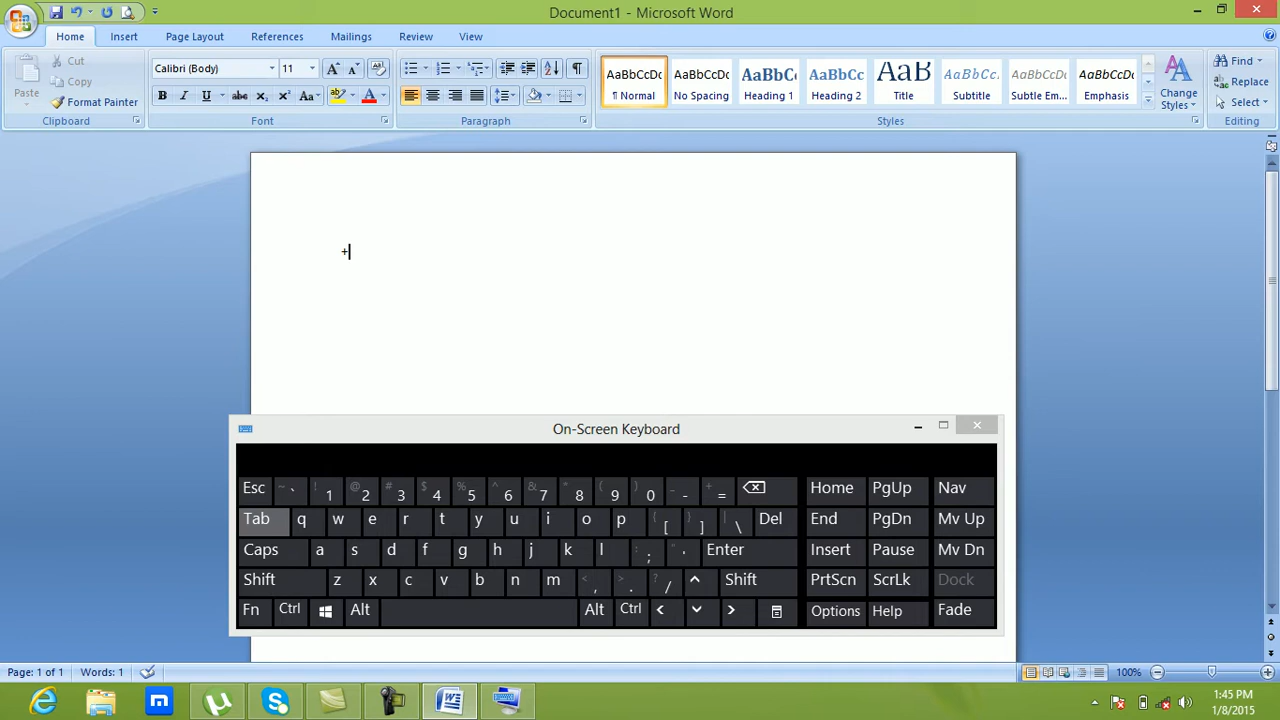 Document1 - Microsoft Word
Home Insert Page Layout References Mailings Review View
Paste
Cut
Copy
Format Painter
Clipboard
Calibri (Body) 11
B I U abc x₂ x² Aa
Font
Paragraph
AaBbCcDc
¶ Normal
AaBbCcDc
No Spacing
AaBbCc
Heading 1
AaBbCc
Heading 2
AaB
Title
AaBbCc.
Subtitle
AaBbCcDc
Subtle Em...
AaBbCcDc
Emphasis
Change
Styles
Styles
Find
Replace
Select
Editing
+
On-Screen Keyboard
Esc ~ ` ! 1 @ 2 # 3 $ 4 % 5 ^ 6 & 7 * 8 ( 9 ) 0 _ - + = Home PgUp Nav
Tab q w e r t y u i o p { [ } ] | \ Del End PgDn Mv Up
Caps a s d f g h j k l : ; " ' Enter Insert Pause Mv Dn
Shift z x c v b n m < , > . ? / ^ Shift PrtScn ScrLk Dock
Fn Ctrl Alt Alt Ctrl Options Help Fade
Page: 1 of 1 Words: 1 100%
1:45 PM
1/8/2015